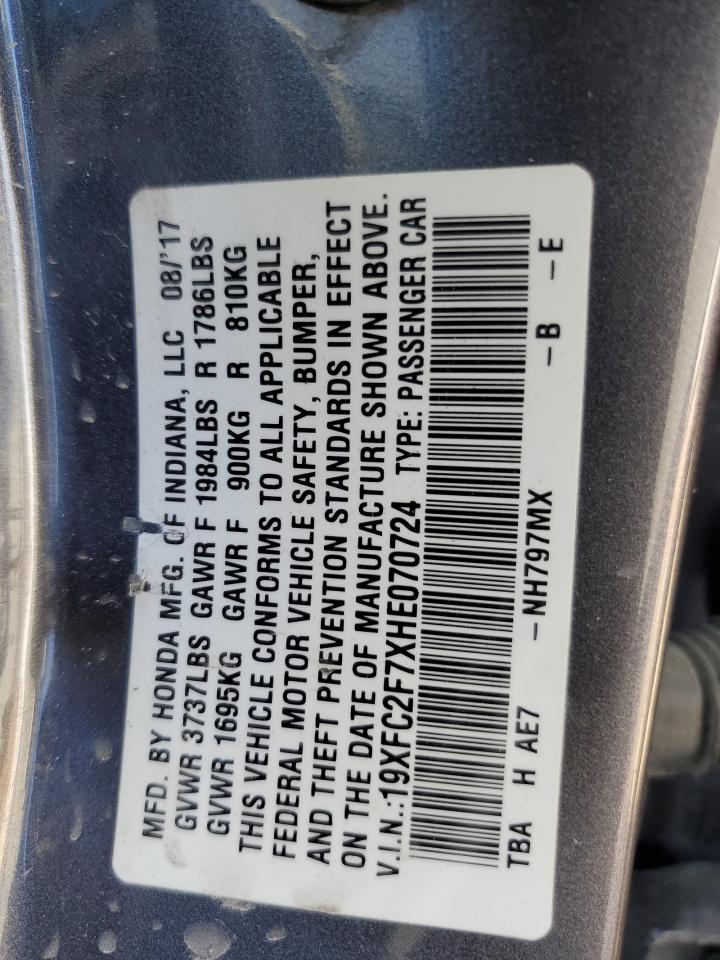 MFD. BY HONDA MFG. OF INDIANA, LLC 08/'17
GVWR 3737LBS GAWR F 1984LBS R 1786LBS
GVWR 1695KG GAWR F 900KG R 810KG
THIS VEHICLE CONFORMS TO ALL APPLICABLE
FEDERAL MOTOR VEHICLE SAFETY, BUMPER,
AND THEFT PREVENTION STANDARDS IN EFFECT
ON THE DATE OF MANUFACTURE SHOWN ABOVE.
V.I.N.:19XFC2F7XHE070724 TYPE: PASSENGER CAR
TBA H AE7 -NH797MX -B -E